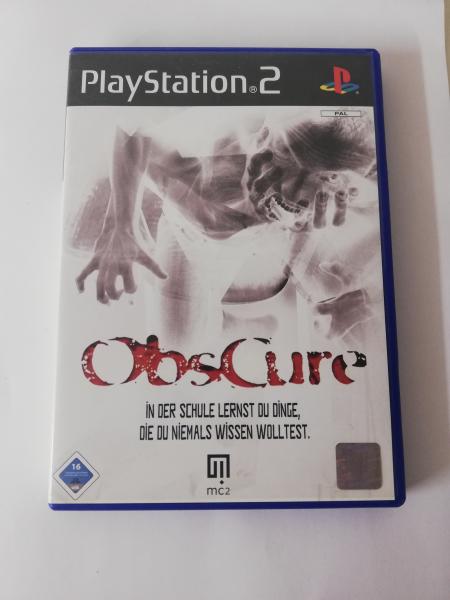 PlayStation®2
PAL
ObsCure
IN DER SCHULE LERNST DU DINGE,
DIE DU NIEMALS WISSEN WOLLTEST.
16
mc2